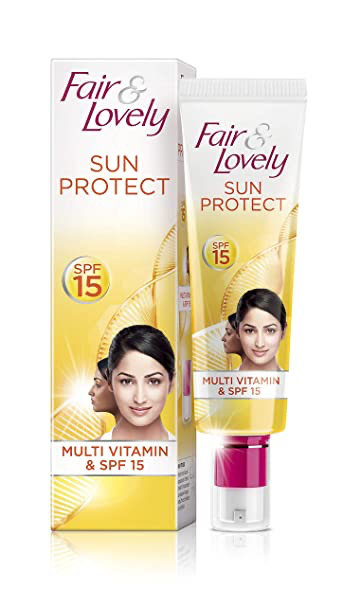 Fair &
Lovely
SUN
PROTECT
SPF
15
MULTI VITAMIN
& SPF 15
Fair &
Lovely
SUN
PROTECT
SPF
15
MULTI VITAMIN
& SPF 15